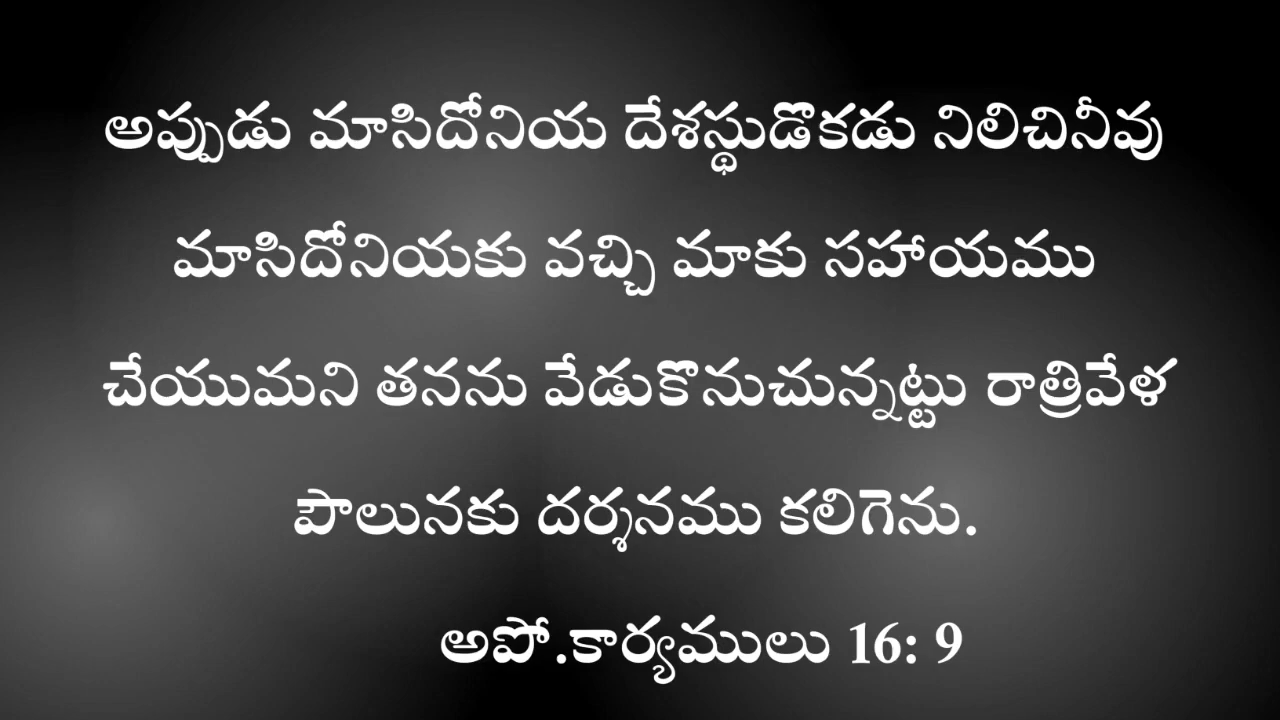 అప్పుడు మాసిదోనియ దేశస్థుడొకడు నిలిచినీవు
మాసిదోనియకు వచ్చి మాకు సహాయము
చేయుమని తనను వేడుకొనుచున్నట్టు రాత్రివేళ
పౌలునకు దర్శనము కలిగెను.
అపో.కార్యములు 16: 9